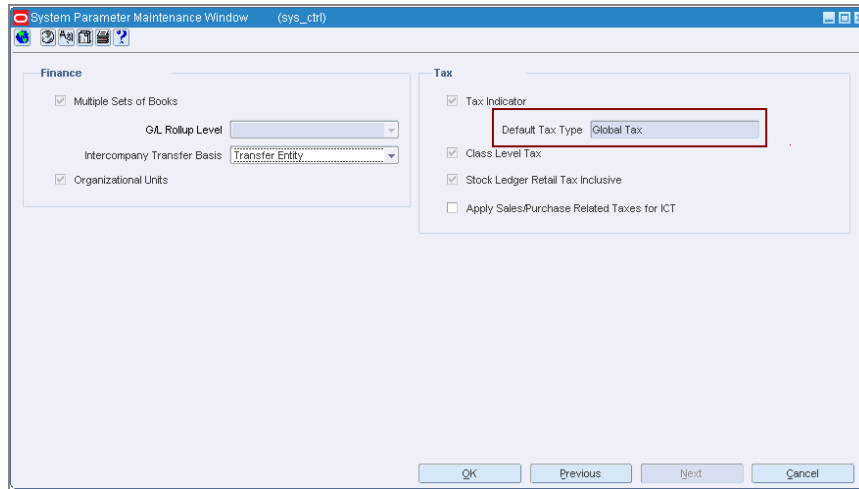 System Parameter Maintenance Window (sys_ctrl)
Finance
Multiple Sets of Books
G/L Rollup Level
Intercompany Transfer Basis Transfer Entity
Organizational Units
Tax
Tax Indicator
Default Tax Type Global Tax
Class Level Tax
Stock Ledger Retail Tax Inclusive
Apply Sales/Purchase Related Taxes for ICT
OK Previous Next Cancel